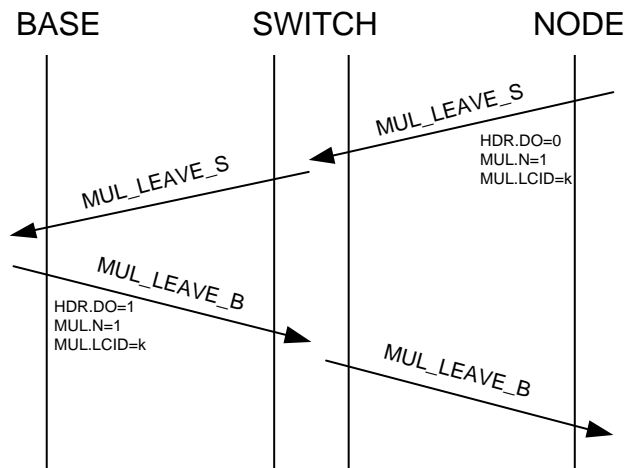 BASE SWITCH NODE
MUL_LEAVE_S
HDR.DO=0
MUL.N=1
MUL.LCID=k
MUL_LEAVE_S
MUL_LEAVE_B
HDR.DO=1
MUL.N=1
MUL.LCID=k
MUL_LEAVE_B